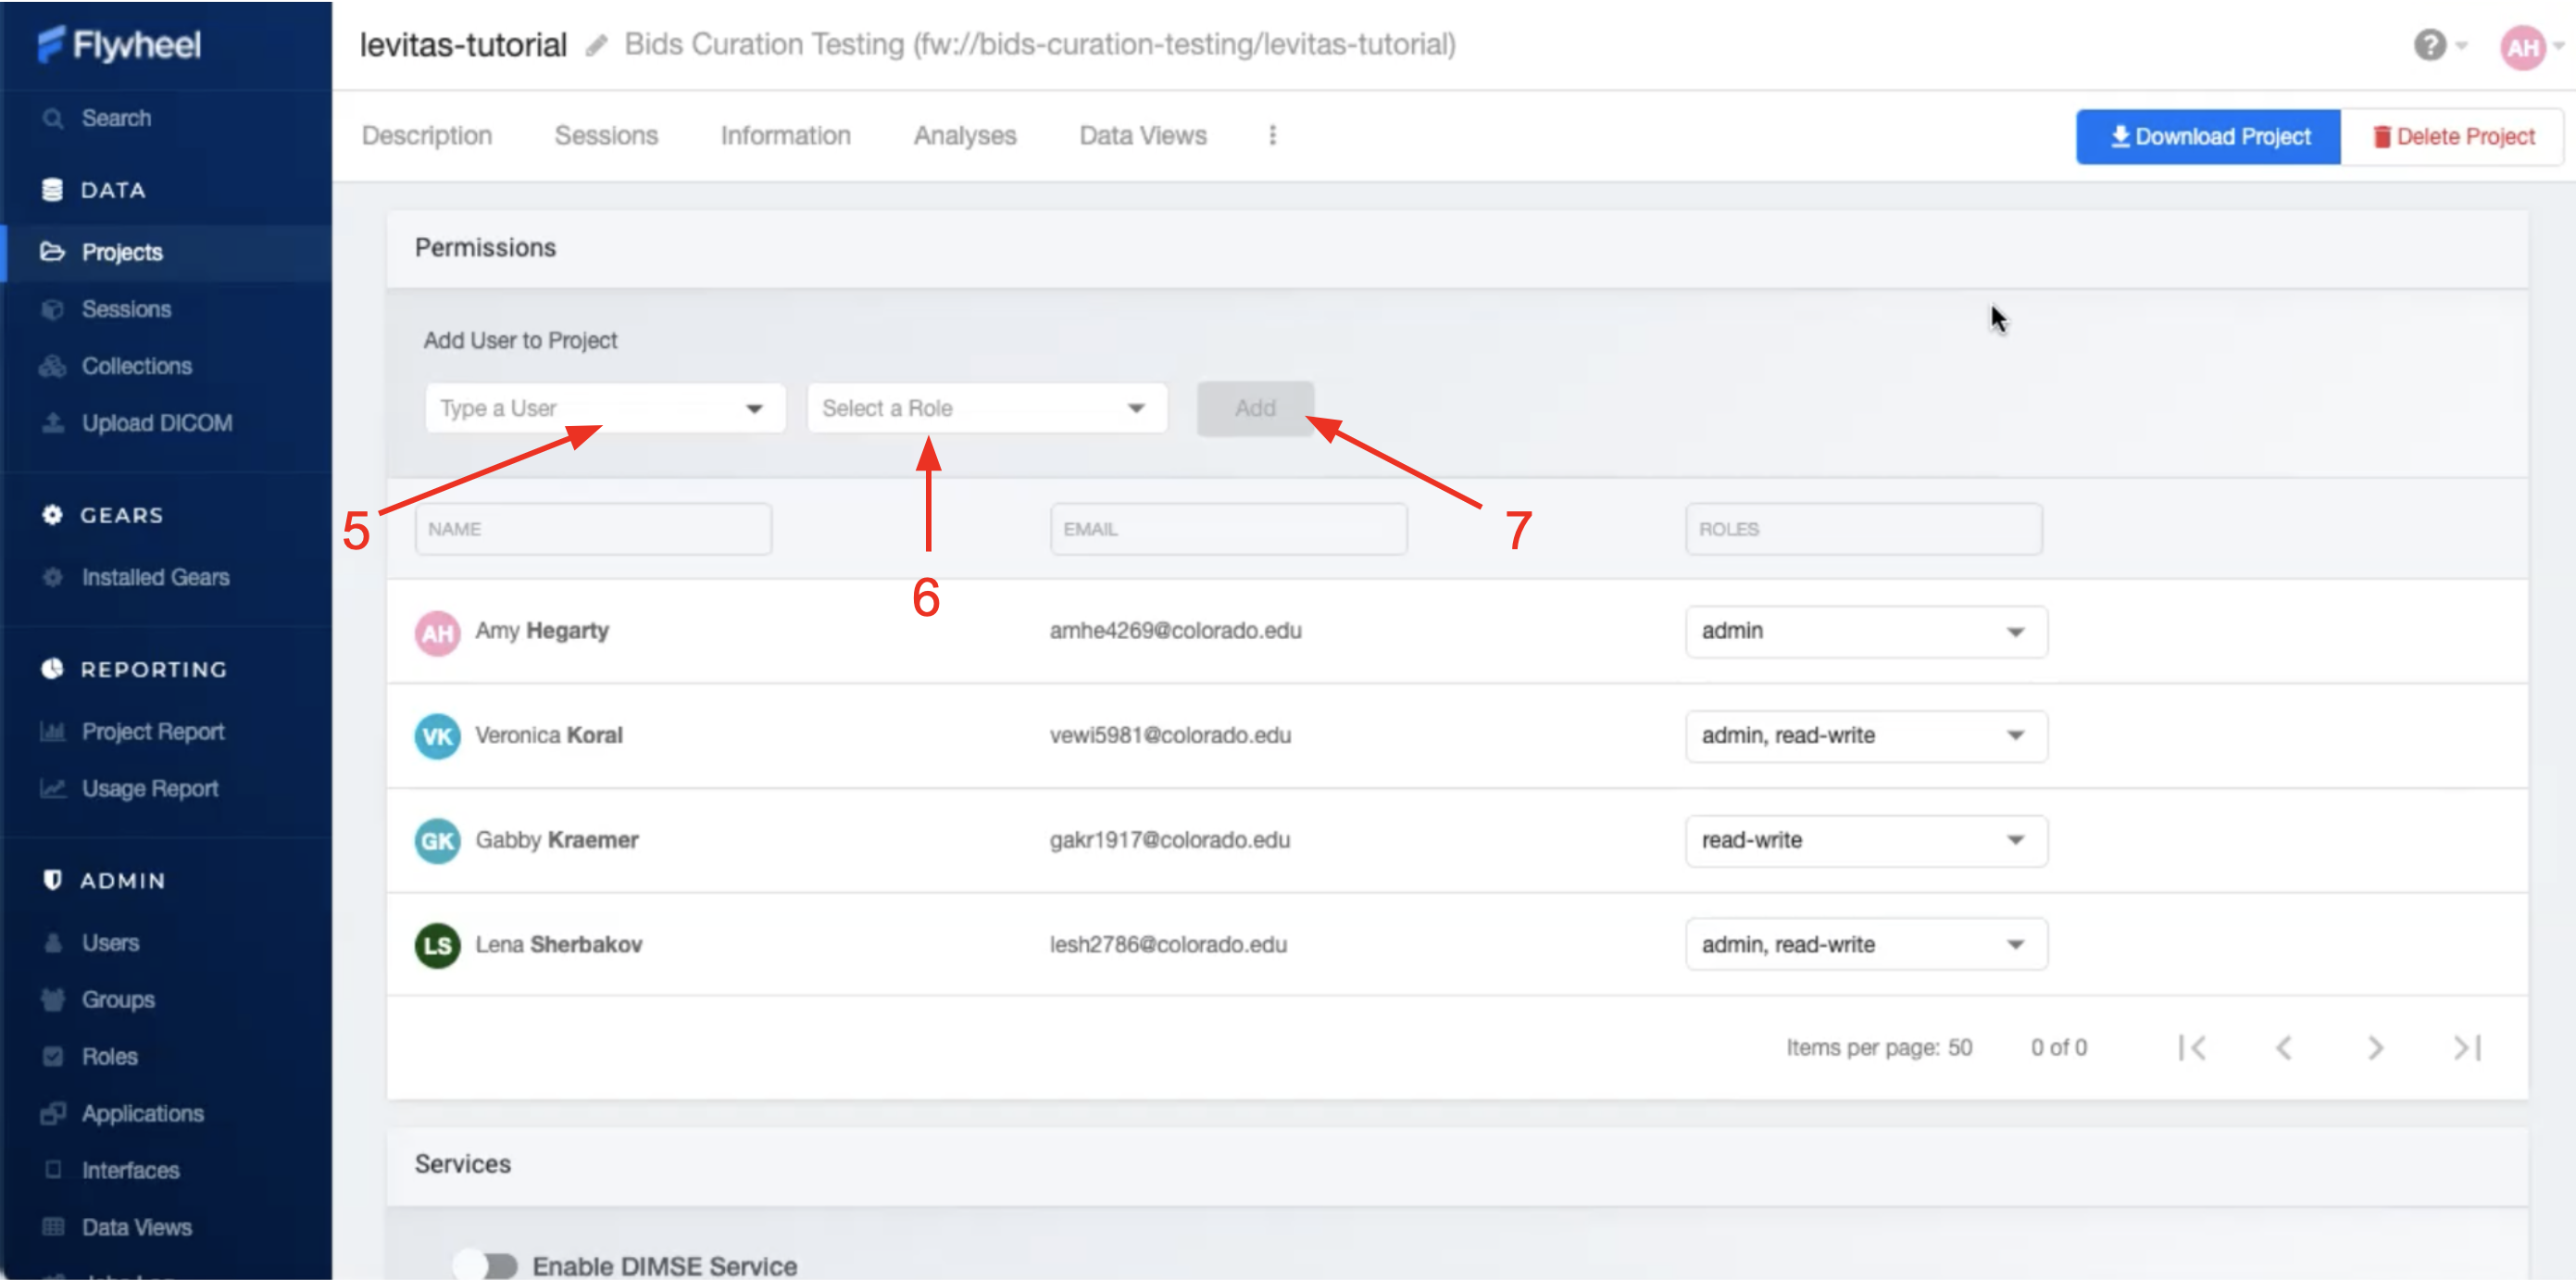 Flywheel
levitas-tutorial Bids Curation Testing (fw://bids-curation-testing/levitas-tutorial)
? AH
Search
DATA
Projects
Sessions
Collections
Upload DICOM
GEARS
Installed Gears
REPORTING
Project Report
Usage Report
ADMIN
Users
Groups
Roles
Applications
Interfaces
Data Views
Description Sessions Information Analyses Data Views
Download Project Delete Project
Permissions
Add User to Project
Type a User Select a Role Add
5 6 7
NAME EMAIL ROLES
AH Amy Hegarty amhe4269@colorado.edu admin
VK Veronica Koral vewi5981@colorado.edu admin, read-write
GK Gabby Kraemer gakr1917@colorado.edu read-write
LS Lena Sherbakov lesh2786@colorado.edu admin, read-write
Items per page: 50 0 of 0
Services
Enable DIMSE Service